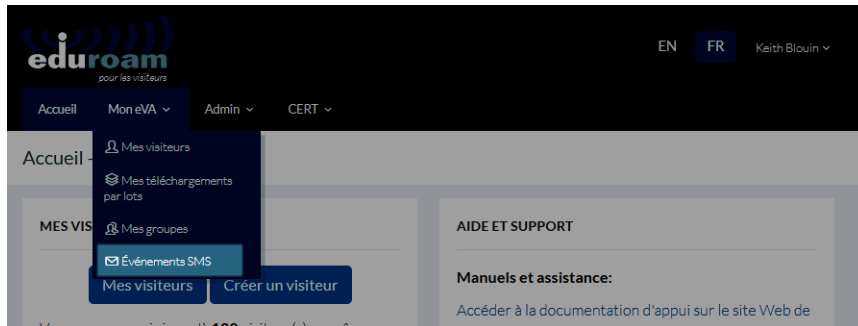 eduroam
pour les visiteurs
EN FR Keith Blouin
Accueil Mon eVA Admin CERT
Mes visiteurs
Mes téléchargements
par lots
Mes groupes
Événements SMS
Accueil -
MES VIS
Mes visiteurs Créer un visiteur
AIDE ET SUPPORT
Manuels et assistance:
Accéder à la documentation d'appui sur le site Web de